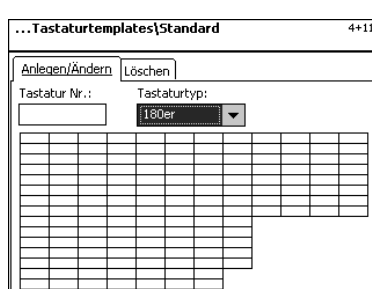 ...Tastaturtemplates\Standard 4+11
Anlegen/Ändern Löschen
Tastatur Nr.: Tastaturtyp:
180er